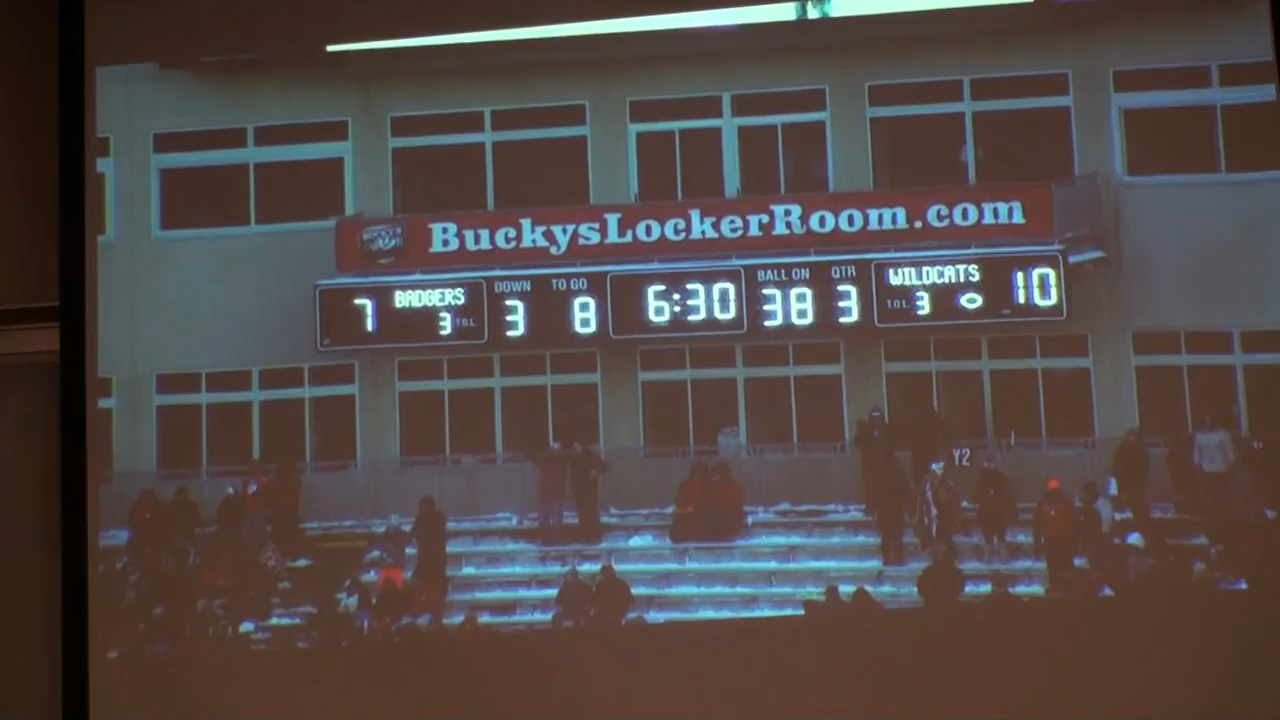 BuckysLockerRoom.com
7 BADGERS 3 T.O.L. DOWN 3 TO GO 8 6:30 BALL ON 38 QTR 3 WILDCATS T.O.L. 3 10
Y2